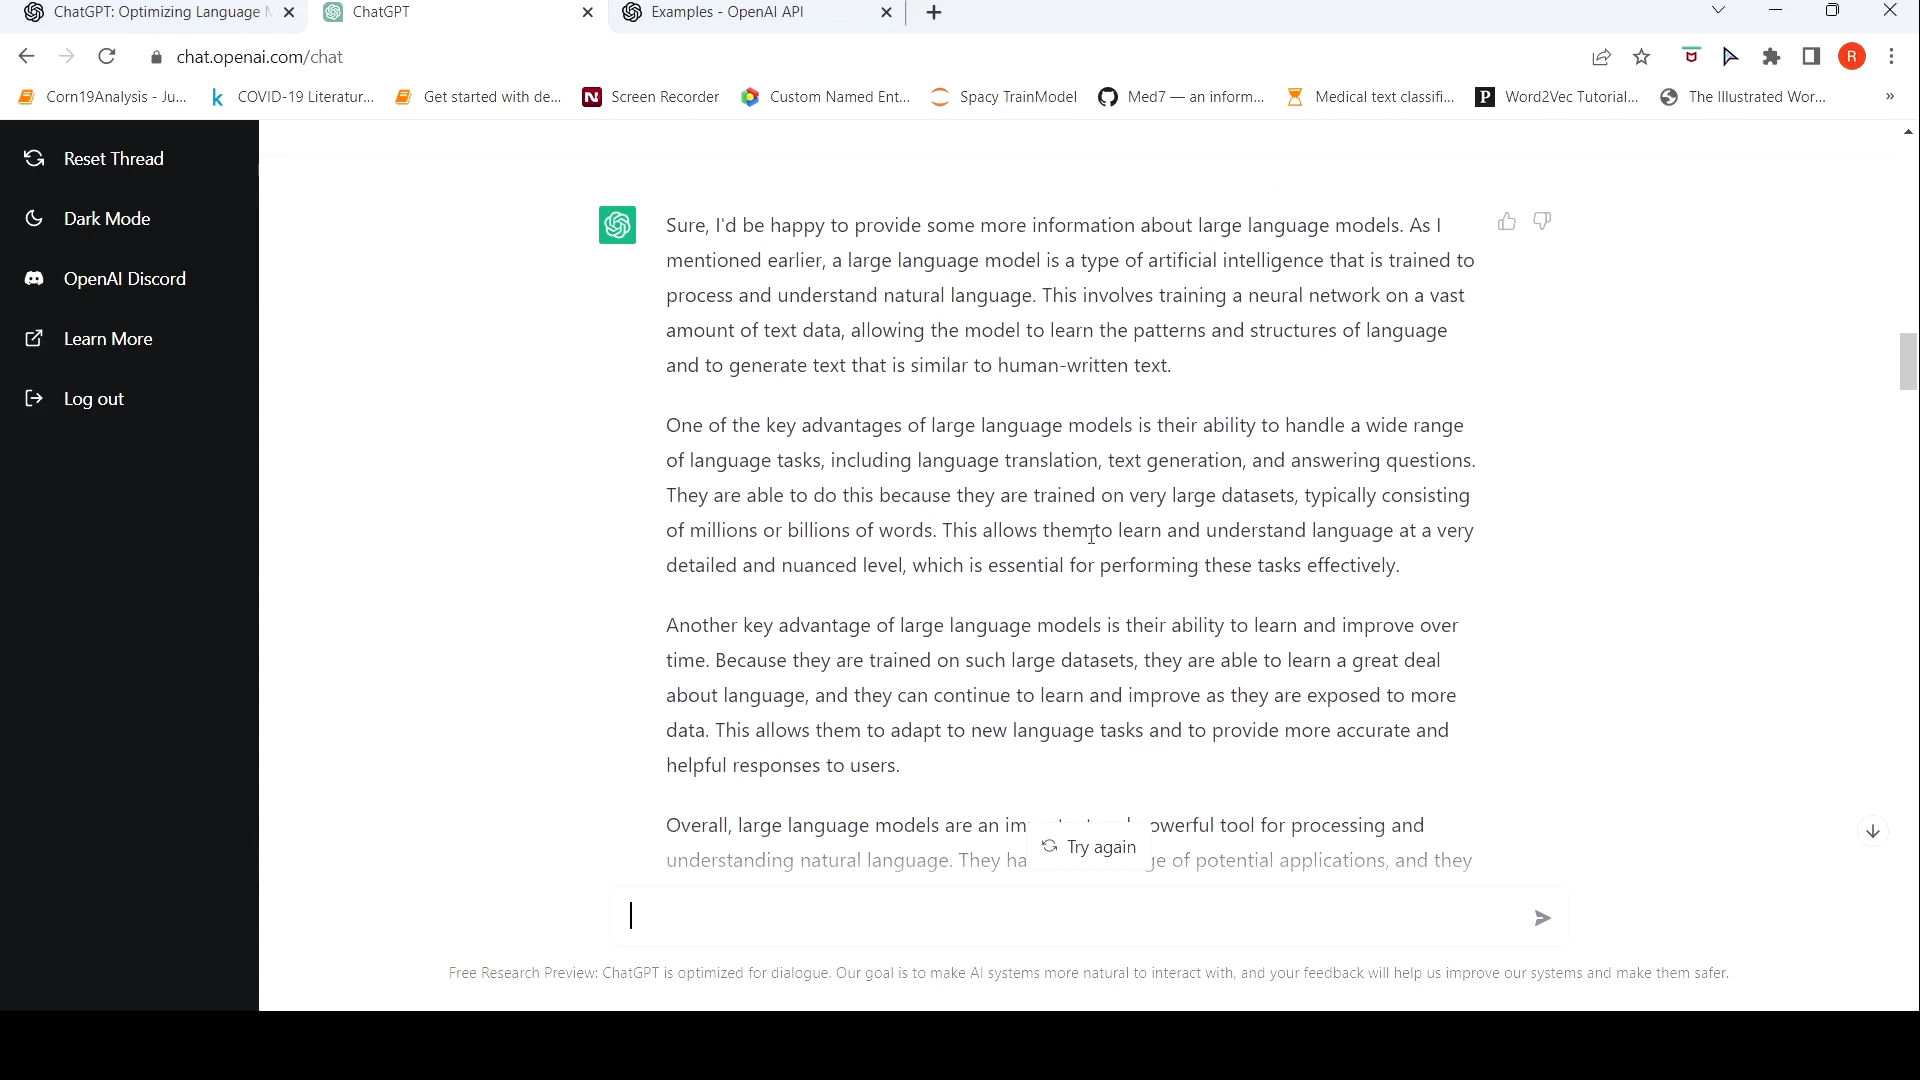 ChatGPT: Optimizing Language
ChatGPT
Examples - OpenAI API
chat.openai.com/chat
R
Corn19Analysis - Ju...
COVID-19 Literatur...
Get started with de...
Screen Recorder
Custom Named Ent...
Spacy TrainModel
Med7 — an inform...
Medical text classifi...
Word2Vec Tutorial...
The Illustrated Wor...
»
Reset Thread
Dark Mode
OpenAI Discord
Learn More
Log out
Sure, I'd be happy to provide some more information about large language models. As I
mentioned earlier, a large language model is a type of artificial intelligence that is trained to
process and understand natural language. This involves training a neural network on a vast
amount of text data, allowing the model to learn the patterns and structures of language
and to generate text that is similar to human-written text.
One of the key advantages of large language models is their ability to handle a wide range
of language tasks, including language translation, text generation, and answering questions.
They are able to do this because they are trained on very large datasets, typically consisting
of millions or billions of words. This allows them to learn and understand language at a very
detailed and nuanced level, which is essential for performing these tasks effectively.
Another key advantage of large language models is their ability to learn and improve over
time. Because they are trained on such large datasets, they are able to learn a great deal
about language, and they can continue to learn and improve as they are exposed to more
data. This allows them to adapt to new language tasks and to provide more accurate and
helpful responses to users.
Overall, large language models are an tool for processing and
understanding natural language. They of potential applications, and they
Try again
Free Research Preview: ChatGPT is optimized for dialogue. Our goal is to make AI systems more natural to interact with, and your feedback will help us improve our systems and make them safer.